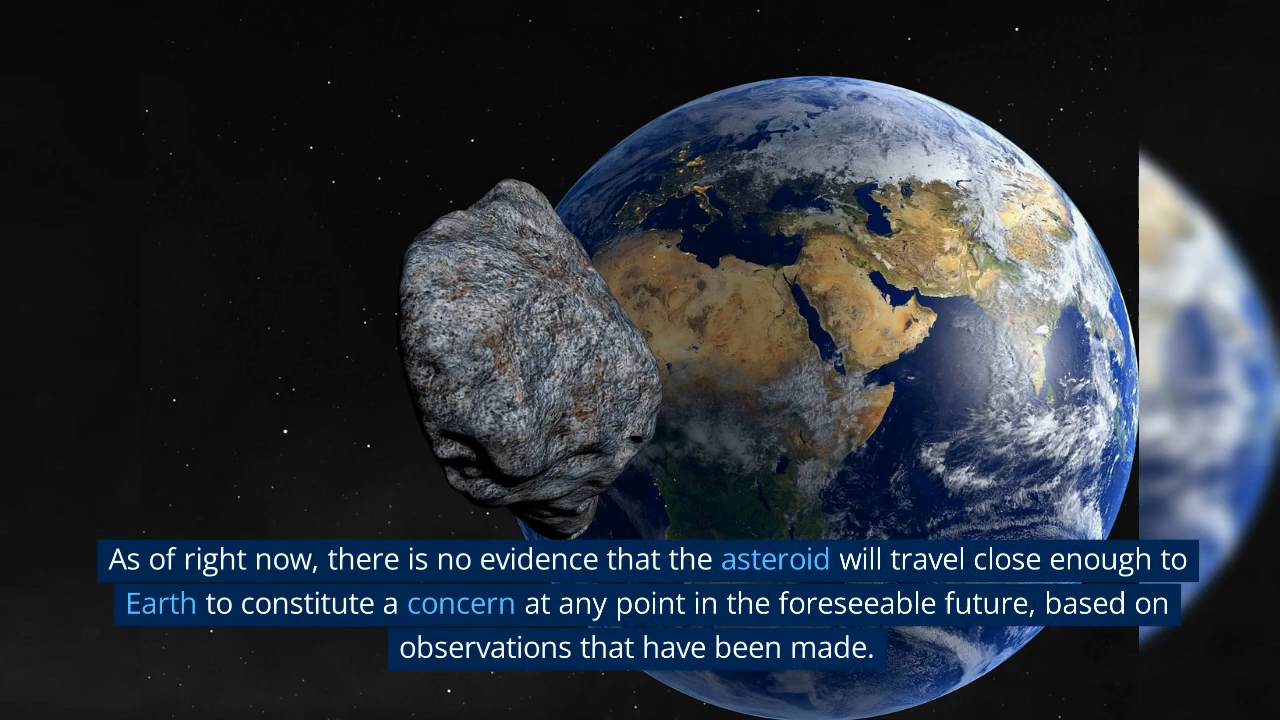 As of right now, there is no evidence that the asteroid will travel close enough to
Earth to constitute a concern at any point in the foreseeable future, based on
observations that have been made.